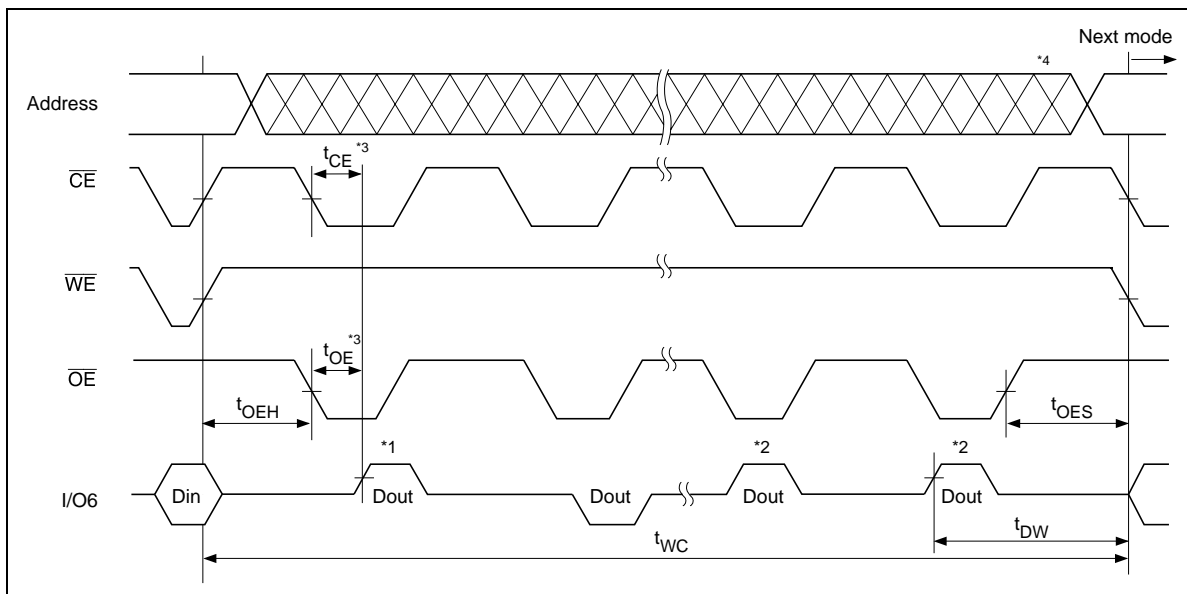 Next mode
*4
Address
tCE *3
CE
WE
tOE *3
OE
tOEH
tOES
*1
*2
*2
I/O6
Din
Dout
Dout
Dout
Dout
tWC
tDW